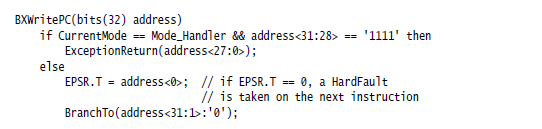 BXWritePC(bits(32) address)
    if CurrentMode == Mode_Handler && address<31:28> == '1111' then
        ExceptionReturn(address<27:0>);
    else
        EPSR.T = address<0>;  // if EPSR.T == 0, a HardFault
                              // is taken on the next instruction
        BranchTo(address<31:1>:'0');